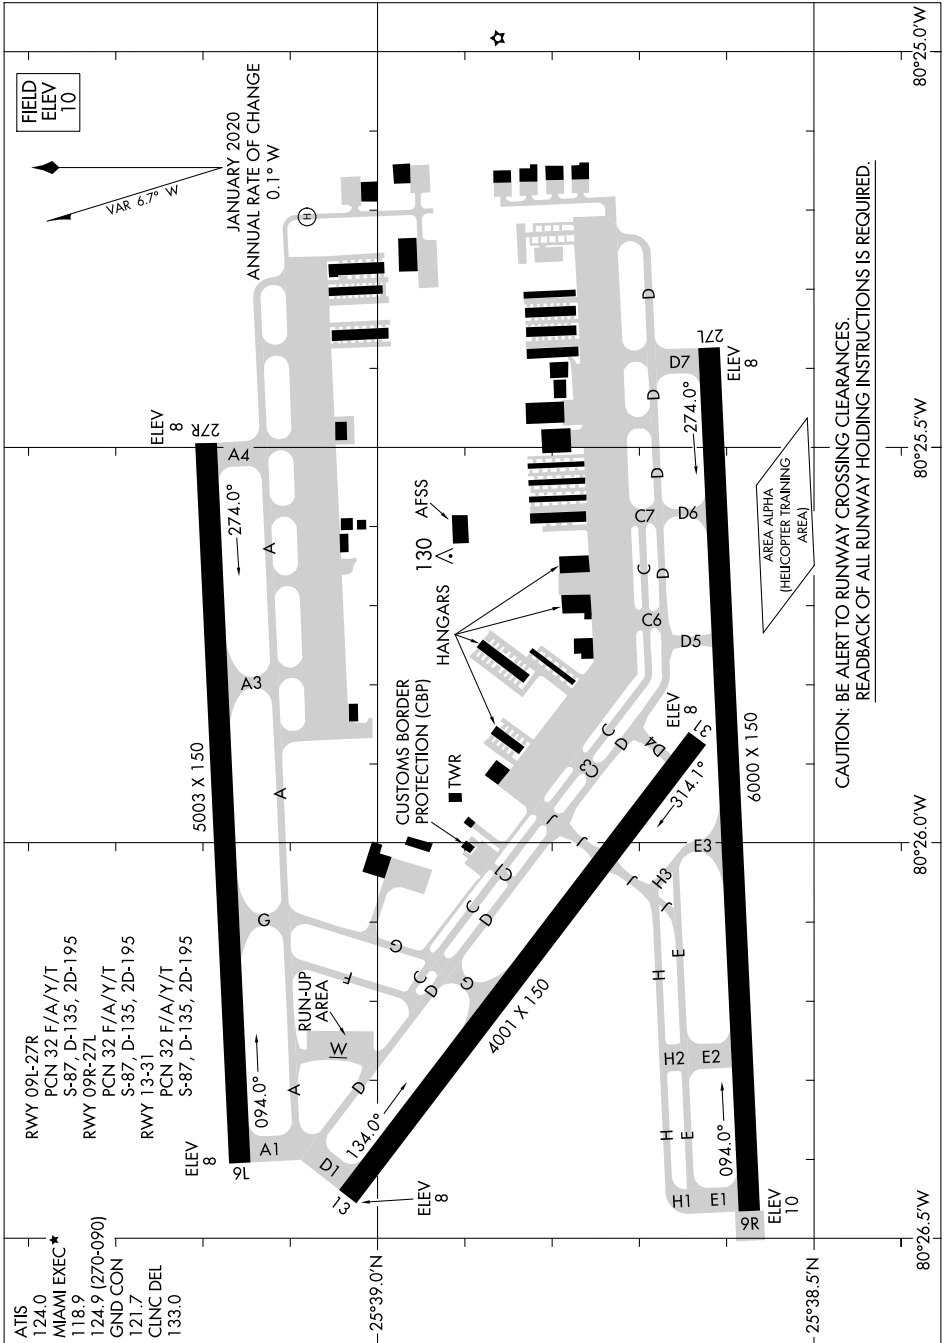 ATIS
124.0
MIAMI EXEC★
118.9
124.9 (270-090)
GND CON
121.7
CLNC DEL
133.0
RWY 09L-27R
PCN 32 F/A/Y/T
S-87, D-135, 2D-195
RWY 09R-27L
PCN 32 F/A/Y/T
S-87, D-135, 2D-195
RWY 13-31
PCN 32 F/A/Y/T
S-87, D-135, 2D-195
FIELD
ELEV
10
VAR 6.7° W
JANUARY 2020
ANNUAL RATE OF CHANGE
0.1° W
H
ELEV
8
9L
094.0°
A1
A
RUN-UP
AREA
W
F
G
G
G
5003 X 150
A
A3
A
274.0°
A4
ELEV
8
27R
ELEV
8
13
D1
134.0°
D
D
C
D
C
C1
4001 X 150
CUSTOMS BORDER
PROTECTION (CBP)
TWR
HANGARS
130
AFSS
J
J
J
J
C3
D
C
D4
314.1°
31
ELEV
8
D5
C6
C
D
C7
D6
D
D
D
D7
274.0°
27L
ELEV
8
ELEV
10
9R
094.0°
H1
E1
H
E
H2
E2
H
E
H3
E3
6000 X 150
AREA ALPHA
(HELICOPTER TRAINING
AREA)
CAUTION: BE ALERT TO RUNWAY CROSSING CLEARANCES.
READBACK OF ALL RUNWAY HOLDING INSTRUCTIONS IS REQUIRED.
25°39.0'N
25°38.5'N
80°26.5'W
80°26.0'W
80°25.5'W
80°25.0'W